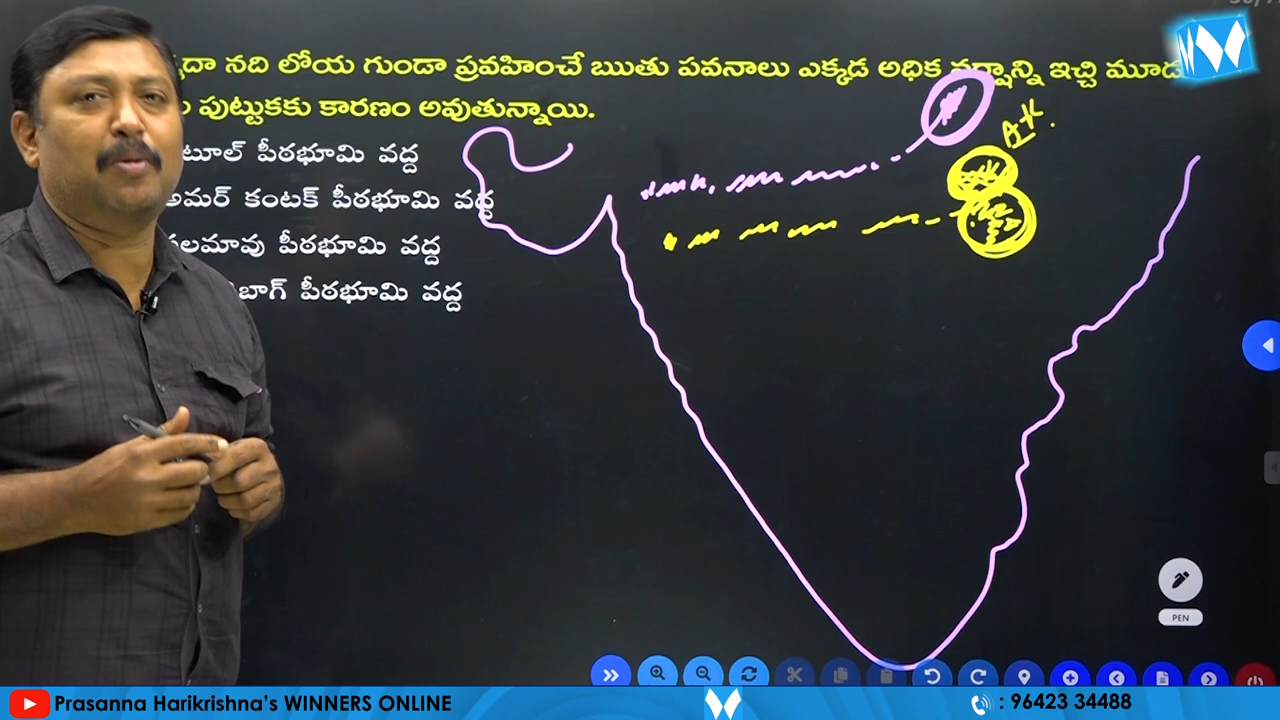 నది లోయ గుండా ప్రవహించే ఋతు పవనాలు ఎక్కడ అధిక వర్షాన్ని ఇచ్చి మూడు
పుట్టుకకు కారణం అవుతున్నాయి.
A.K.
పీఠభూమి వద్ద
అమర్ కంటక్ పీఠభూమి వద్ద
పీఠభూమి వద్ద
పీఠభూమి వద్ద
PEN
Prasanna Harikrishna's WINNERS ONLINE
: 96423 34488